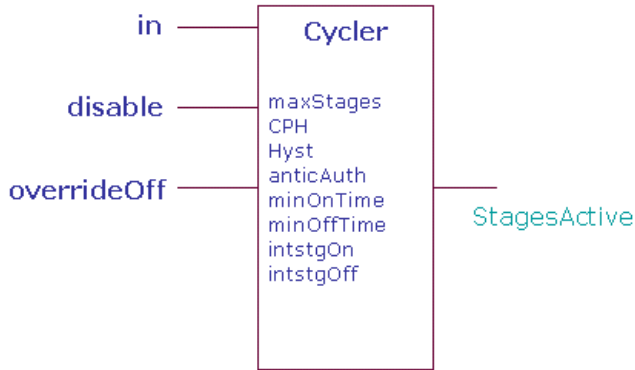 in
Cycler
disable
maxStages
CPH
Hyst
anticAuth
overrideOff
minOnTime
minOffTime
StagesActive
intstgOn
intstgOff